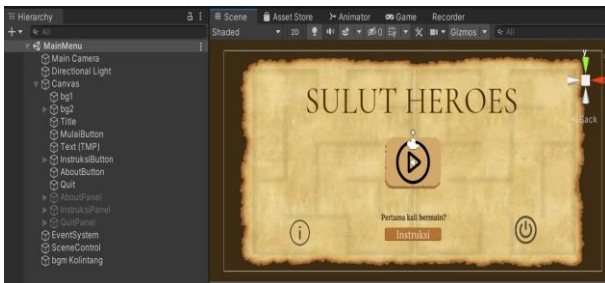 Hierarchy
All
MainMenu
Main Camera
Directional Light
Canvas
bg1
bg2
Title
MulaiButton
Text (TMP)
InstruksiButton
AboutButton
Quit
AboutPanel
InstruksiPanel
QuitPanel
EventSystem
SceneControl
bgm Kolintang
Scene
Asset Store
Animator
Game
Recorder
Shaded
2D
0
Gizmos
All
SULUT HEROES
y
Back
Pertama kali bermain?
Instruksi